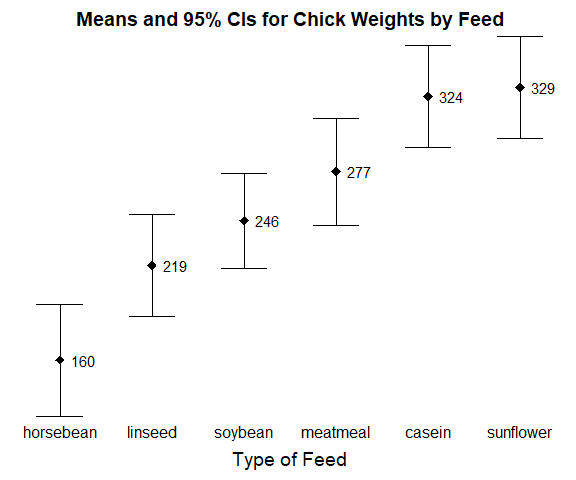 Means and 95% CIs for Chick Weights by Feed
329
324
277
246
219
160
horsebean linseed soybean meatmeal casein sunflower
Type of Feed